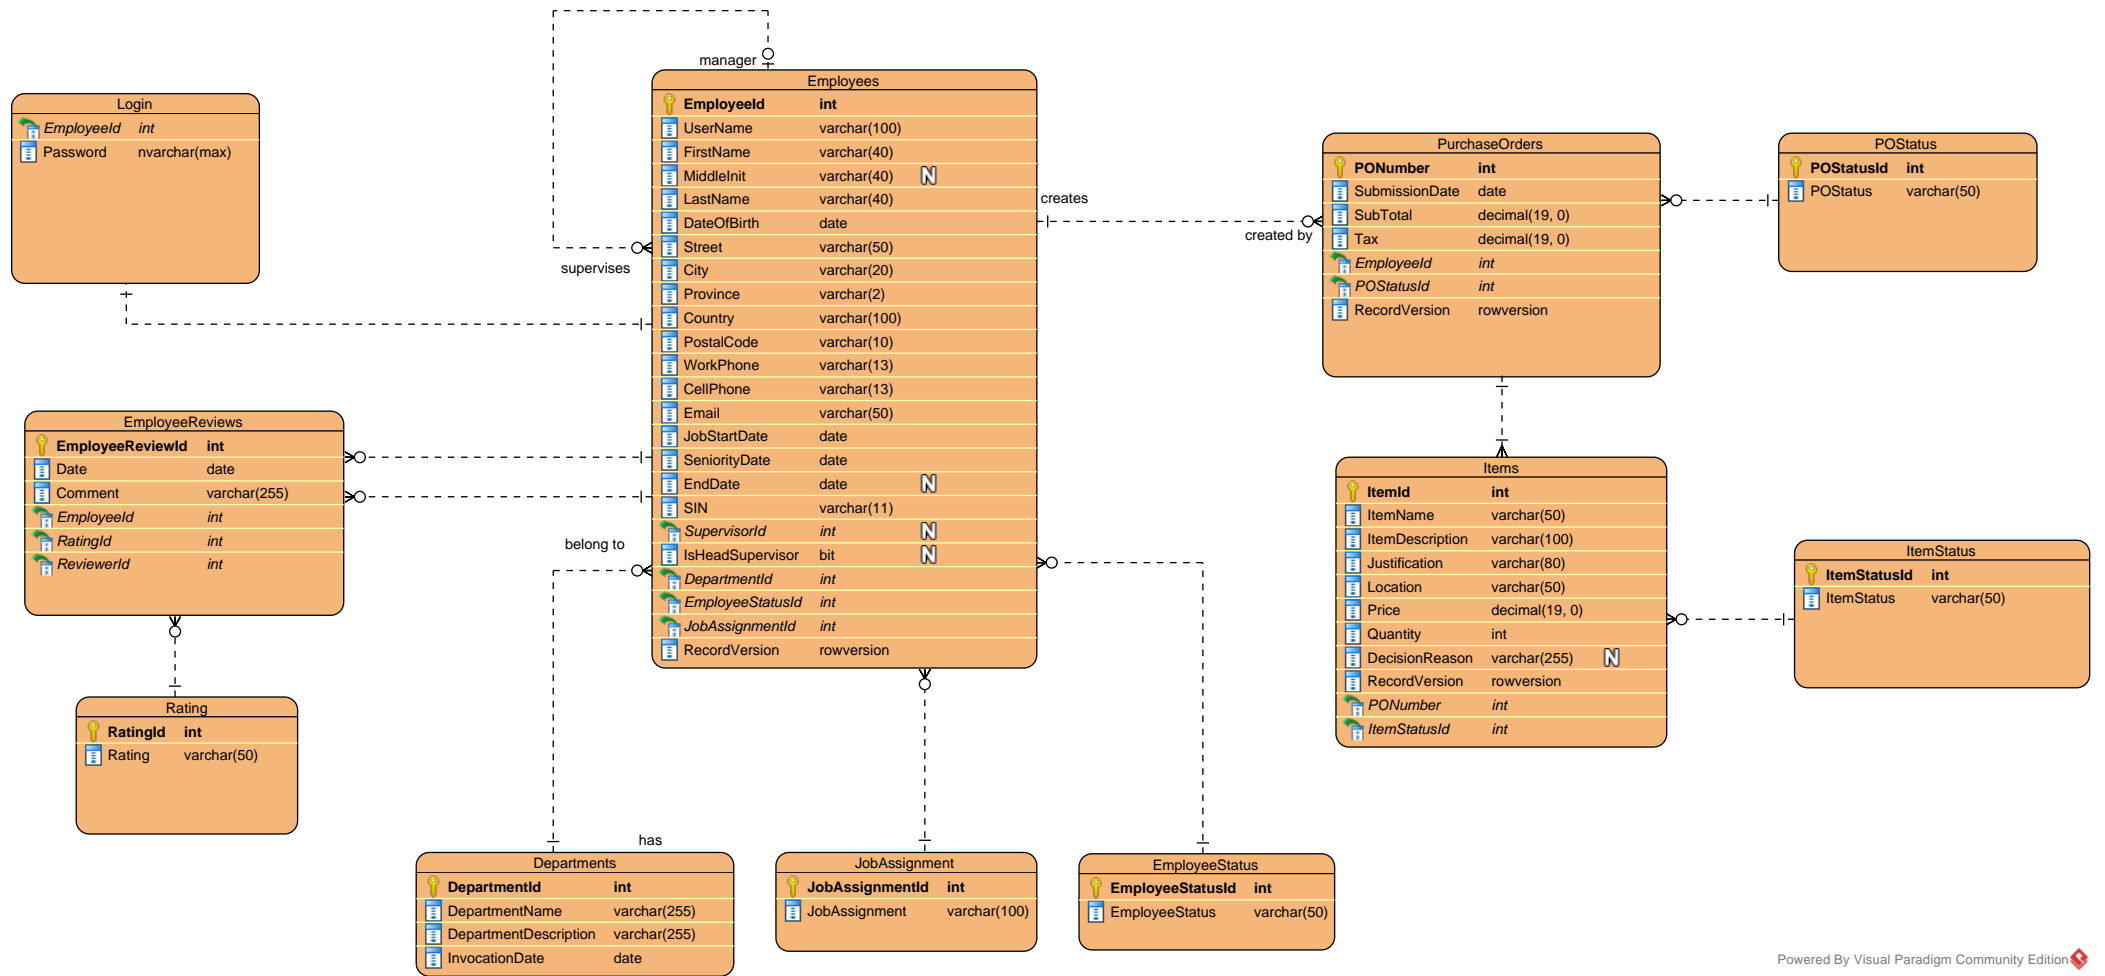 manager
supervises
creates
created by
belong to
has
Login
EmployeeId int
Password nvarchar(max)
Employees
EmployeeId int
UserName varchar(100)
FirstName varchar(40)
MiddleInit varchar(40) N
LastName varchar(40)
DateOfBirth date
Street varchar(50)
City varchar(20)
Province varchar(2)
Country varchar(100)
PostalCode varchar(10)
WorkPhone varchar(13)
CellPhone varchar(13)
Email varchar(50)
JobStartDate date
SeniorityDate date
EndDate date N
SIN varchar(11)
SupervisorId int N
IsHeadSupervisor bit N
DepartmentId int
EmployeeStatusId int
JobAssignmentId int
RecordVersion rowversion
PurchaseOrders
PONumber int
SubmissionDate date
SubTotal decimal(19, 0)
Tax decimal(19, 0)
EmployeeId int
POStatusId int
RecordVersion rowversion
POStatus
POStatusId int
POStatus varchar(50)
EmployeeReviews
EmployeeReviewId int
Date date
Comment varchar(255)
EmployeeId int
RatingId int
ReviewerId int
Items
ItemId int
ItemName varchar(50)
ItemDescription varchar(100)
Justification varchar(80)
Location varchar(50)
Price decimal(19, 0)
Quantity int
DecisionReason varchar(255) N
RecordVersion rowversion
PONumber int
ItemStatusId int
ItemStatus
ItemStatusId int
ItemStatus varchar(50)
Rating
RatingId int
Rating varchar(50)
Departments
DepartmentId int
DepartmentName varchar(255)
DepartmentDescription varchar(255)
InvocationDate date
JobAssignment
JobAssignmentId int
JobAssignment varchar(100)
EmployeeStatus
EmployeeStatusId int
EmployeeStatus varchar(50)
Powered By Visual Paradigm Community Edition